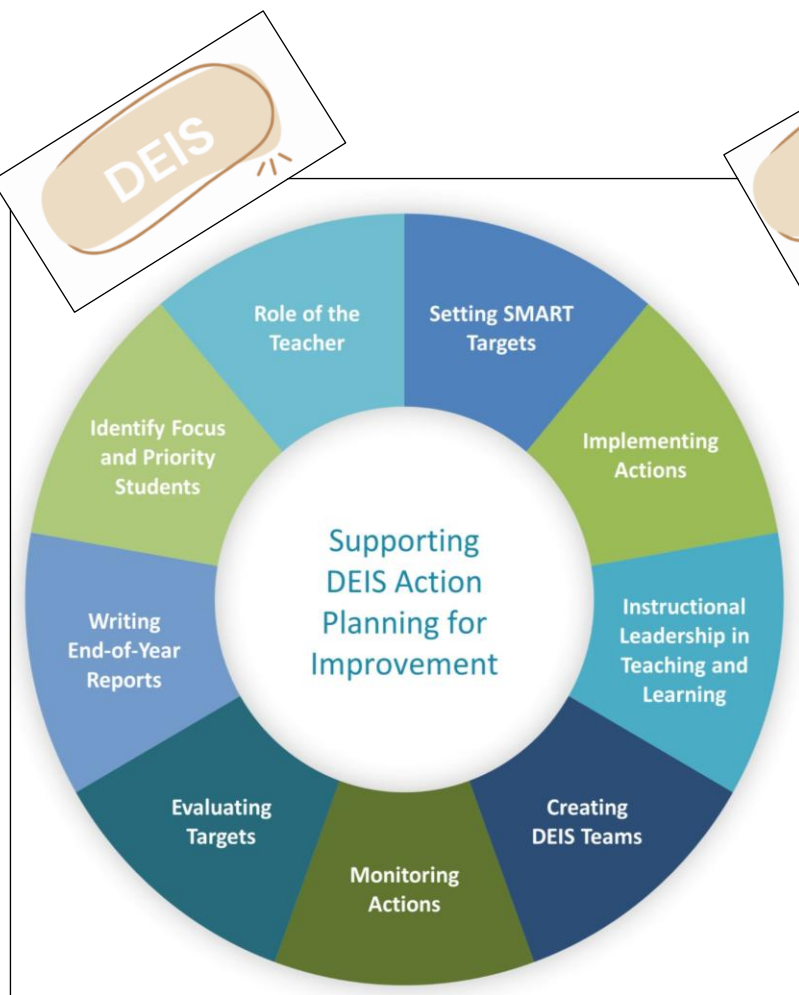 DEIS
Role of the
Teacher
Setting SMART
Targets
Implementing
Actions
Instructional
Leadership in
Teaching and
Learning
Creating
DEIS Teams
Monitoring
Actions
Evaluating
Targets
Writing
End-of-Year
Reports
Identify Focus
and Priority
Students
Supporting
DEIS Action
Planning for
Improvement